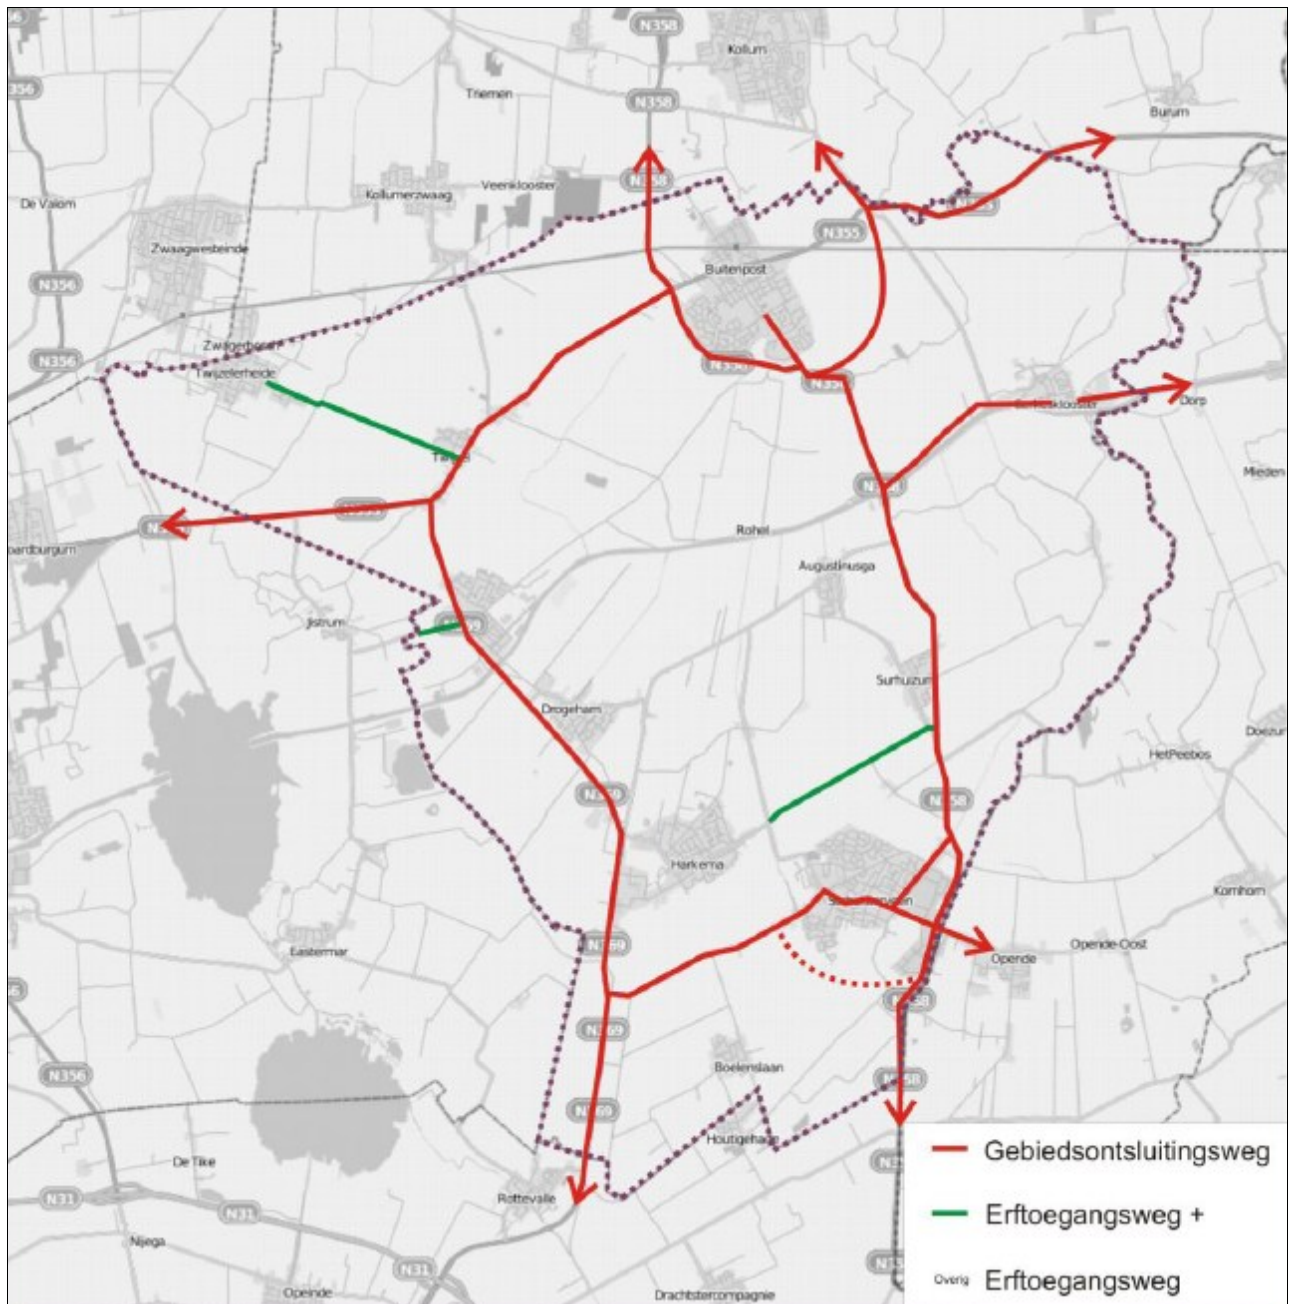 N358
Kollum
356
N358
Triemen
Burum
N358
Kollumerzwaag
Veenklooster
De Valom
N355
Zwaagwesteinde
Buitenpost
N356
Zwagerbosch
N356
Twijzelerheide
N358
Dorp
Mieden
Rohel
oardburgum
Augustinusga
Jistrum
Surhuizum
Drogeham
Doezum
HetPeebos
N369
N358
Harkema
Kornhorn
N369
Eastermar
Opende
Opende-Oost
N358
N369
Boelenslaan
N356
N358
N369
Houtigehage
De Tike
Rottevalle
N31
N31
Nijega
N31
Opeinde
Drachtstercompagnie
Gebiedsontsluitingsweg
Erftoegangsweg +
Overig Erftoegangsweg